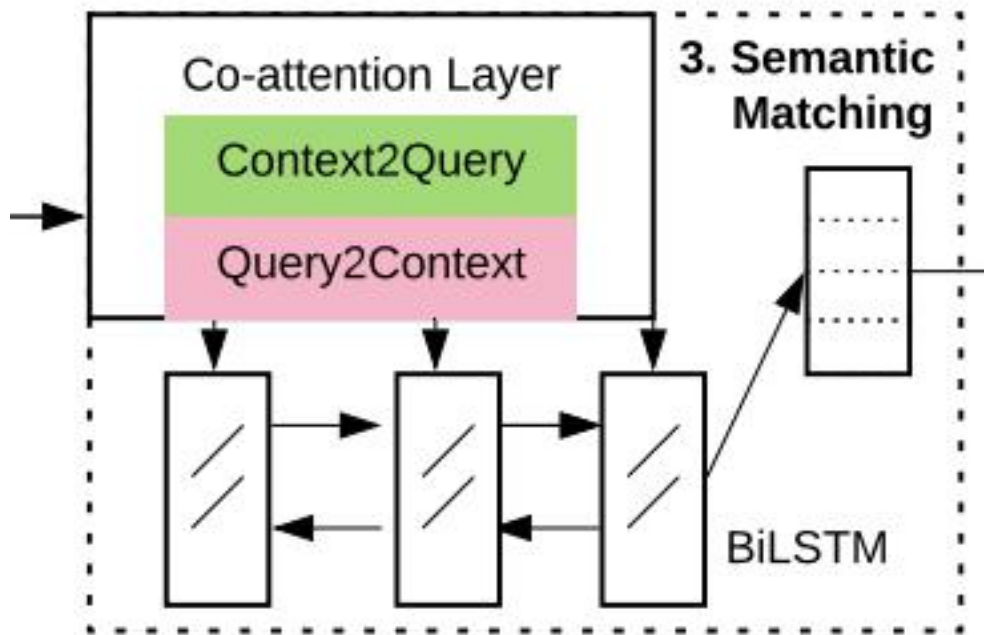 Co-attention Layer
Context2Query
Query2Context
3. Semantic
Matching
BiLSTM